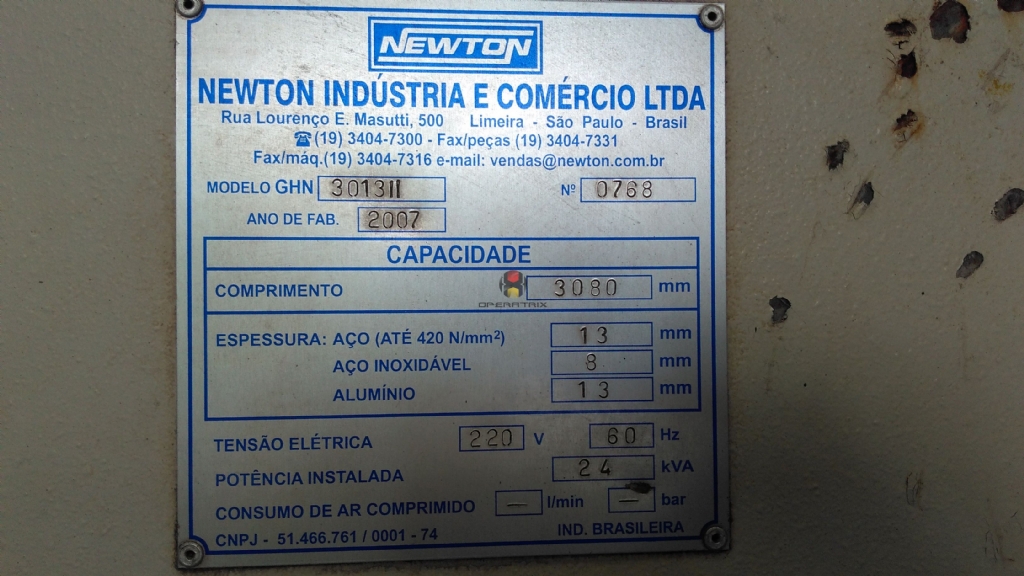 NEWTON
NEWTON INDÚSTRIA E COMÉRCIO LTDA
Rua Lourenço E. Masutti, 500 Limeira - São Paulo - Brasil
☎(19) 3404-7300 - Fax/peças (19) 3404-7331
Fax/máq.(19) 3404-7316 e-mail: vendas@newton.com.br
MODELO GHN 3013II Nº 0768
ANO DE FAB. 2007
CAPACIDADE
COMPRIMENTO 3080 mm
OPERATRIX
ESPESSURA: AÇO (ATÉ 420 N/mm²) 13 mm
AÇO INOXIDÁVEL 8 mm
ALUMÍNIO 13 mm
TENSÃO ELÉTRICA 220 V 60 Hz
POTÊNCIA INSTALADA 24 kVA
CONSUMO DE AR COMPRIMIDO — l/min — bar
CNPJ - 51.466.761 / 0001 - 74 IND. BRASILEIRA